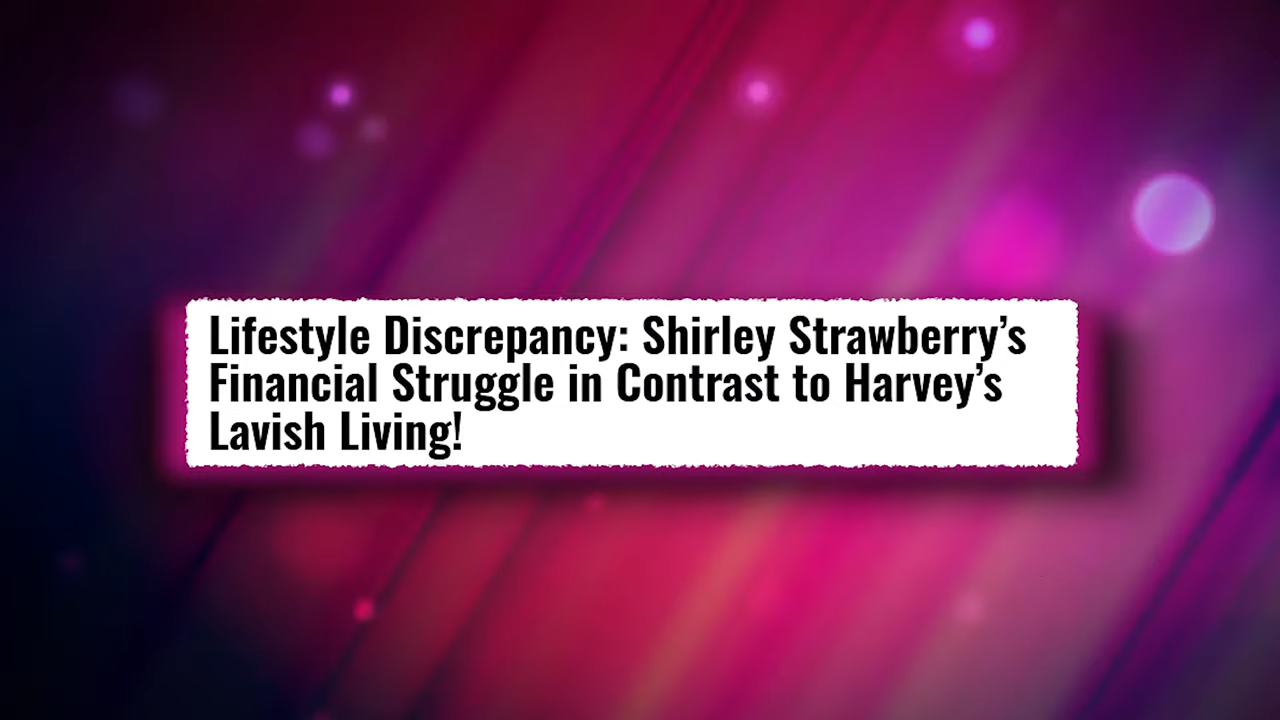 Lifestyle Discrepancy: Shirley Strawberry’s
Financial Struggle in Contrast to Harvey’s
Lavish Living!